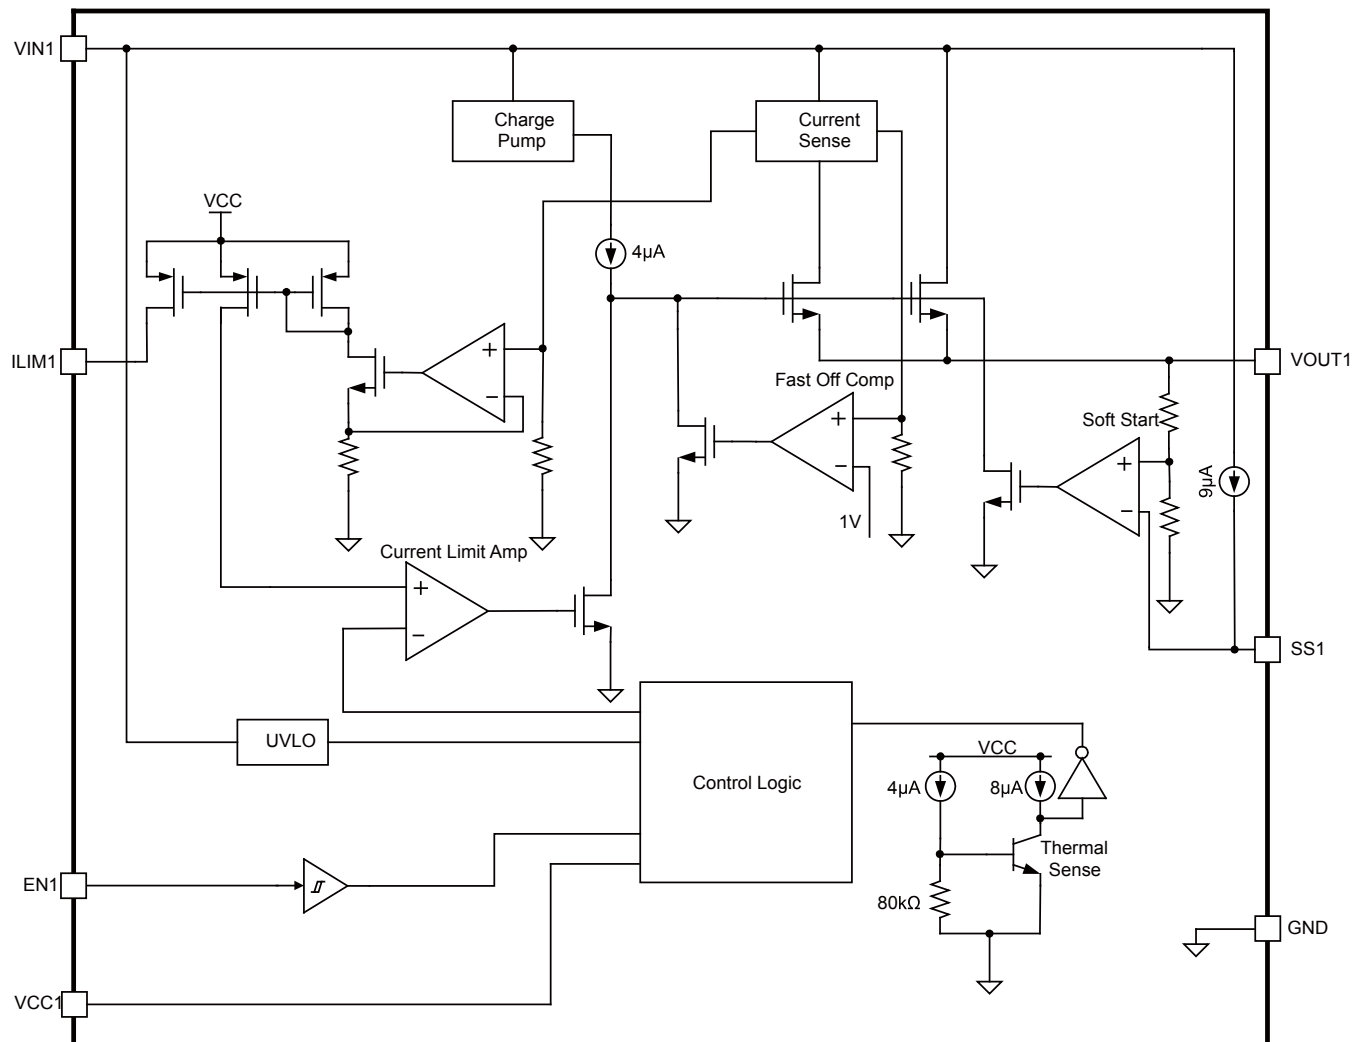 VIN1
Charge
Pump
Current
Sense
VCC
4µA
ILIM1
+
−
Fast Off Comp
+
−
1V
VOUT1
Soft Start
+
−
9µA
Current Limit Amp
+
−
SS1
UVLO
Control Logic
VCC
4µA
8µA
Thermal
Sense
80kΩ
EN1
GND
VCC1